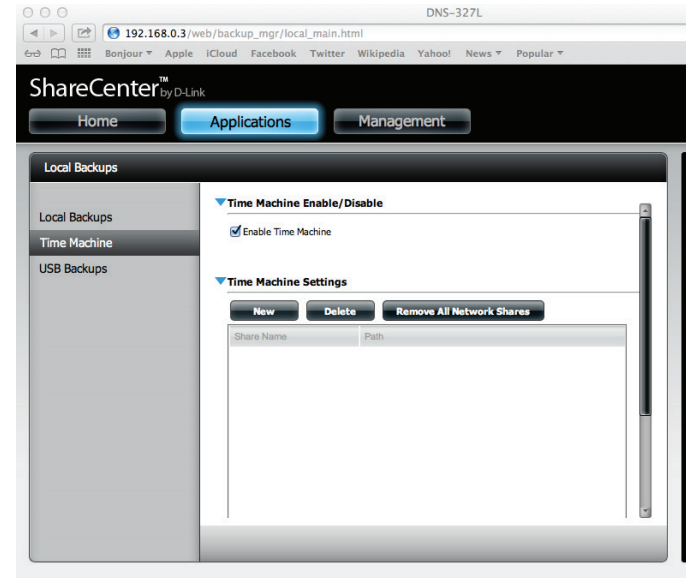 DNS-327L
192.168.0.3/web/backup_mgr/local_main.html
Bonjour Apple iCloud Facebook Twitter Wikipedia Yahoo! News Popular
ShareCenter™ by D-Link
Home Applications Management
Local Backups
Local Backups
Time Machine
USB Backups
Time Machine Enable/Disable
Enable Time Machine
Time Machine Settings
New Delete Remove All Network Shares
Share Name Path